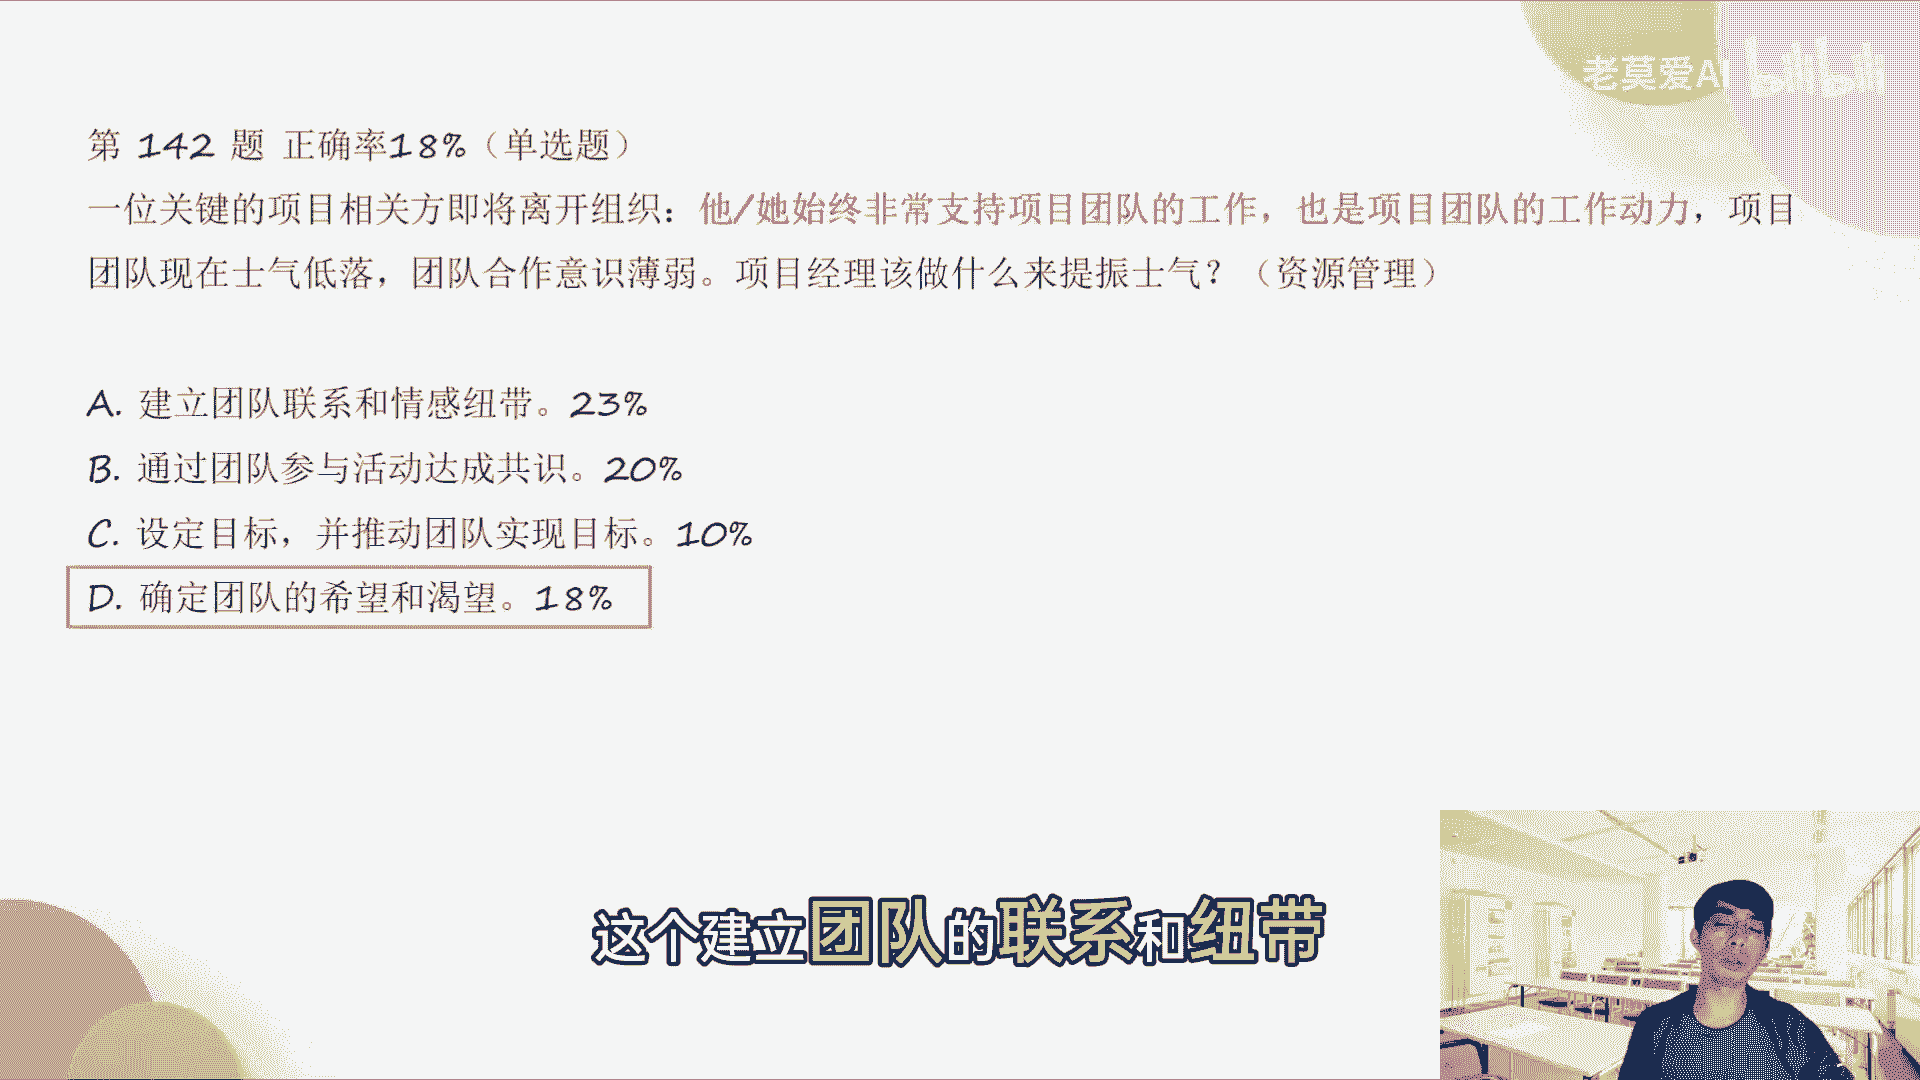 老莫爱AI bilibili
第 142 题 正确率18%（单选题）
一位关键的项目相关方即将离开组织：他/她始终非常支持项目团队的工作，也是项目团队的工作动力，项目
团队现在士气低落，团队合作意识薄弱。项目经理该做什么来提振士气？（资源管理）
A. 建立团队联系和情感纽带。23%
B. 通过团队参与活动达成共识。20%
C. 设定目标，并推动团队实现目标。10%
D. 确定团队的希望和渴望。18%
这个建立团队的联系和纽带